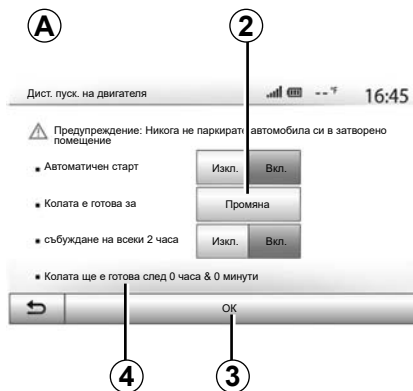 A
2
Дист. пуск. на двигателя
-- °F
16:45
Предупреждение: Никога не паркирате автомобила си в затворено
помещение
Автоматичен старт
Изкл.
Вкл.
Колата е готова за
Промяна
събуждане на всеки 2 часа
Изкл.
Вкл.
Колата ще е готова след 0 часа & 0 минути
ОК
4
3